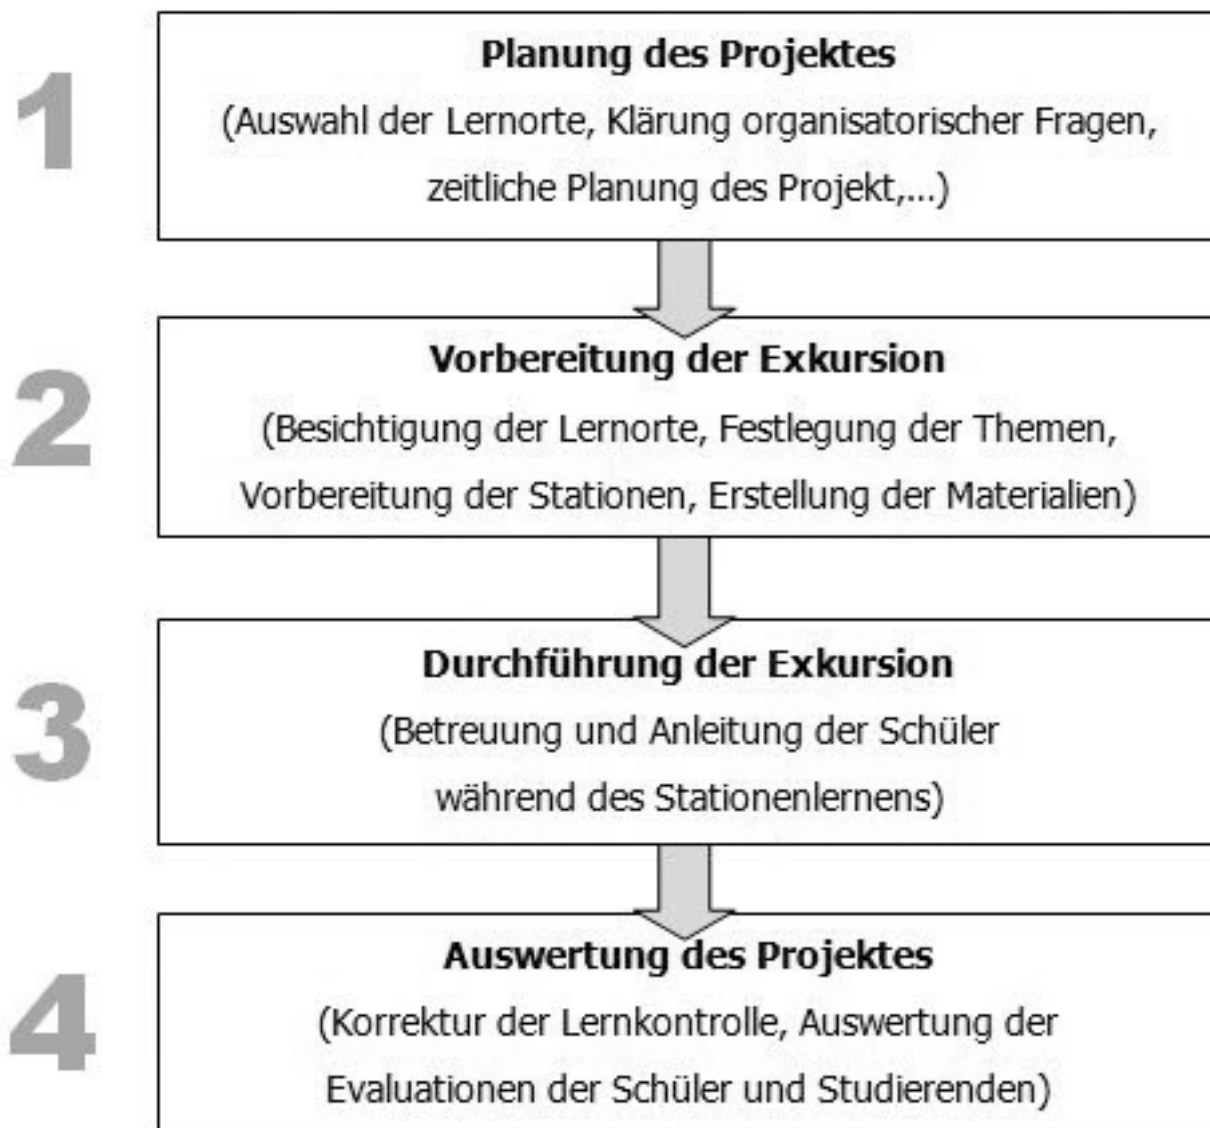 1
Planung des Projektes
(Auswahl der Lernorte, Klärung organisatorischer Fragen,
zeitliche Planung des Projekt,...)
2
Vorbereitung der Exkursion
(Besichtigung der Lernorte, Festlegung der Themen,
Vorbereitung der Stationen, Erstellung der Materialien)
3
Durchführung der Exkursion
(Betreuung und Anleitung der Schüler
während des Stationenlernens)
4
Auswertung des Projektes
(Korrektur der Lernkontrolle, Auswertung der
Evaluationen der Schüler und Studierenden)